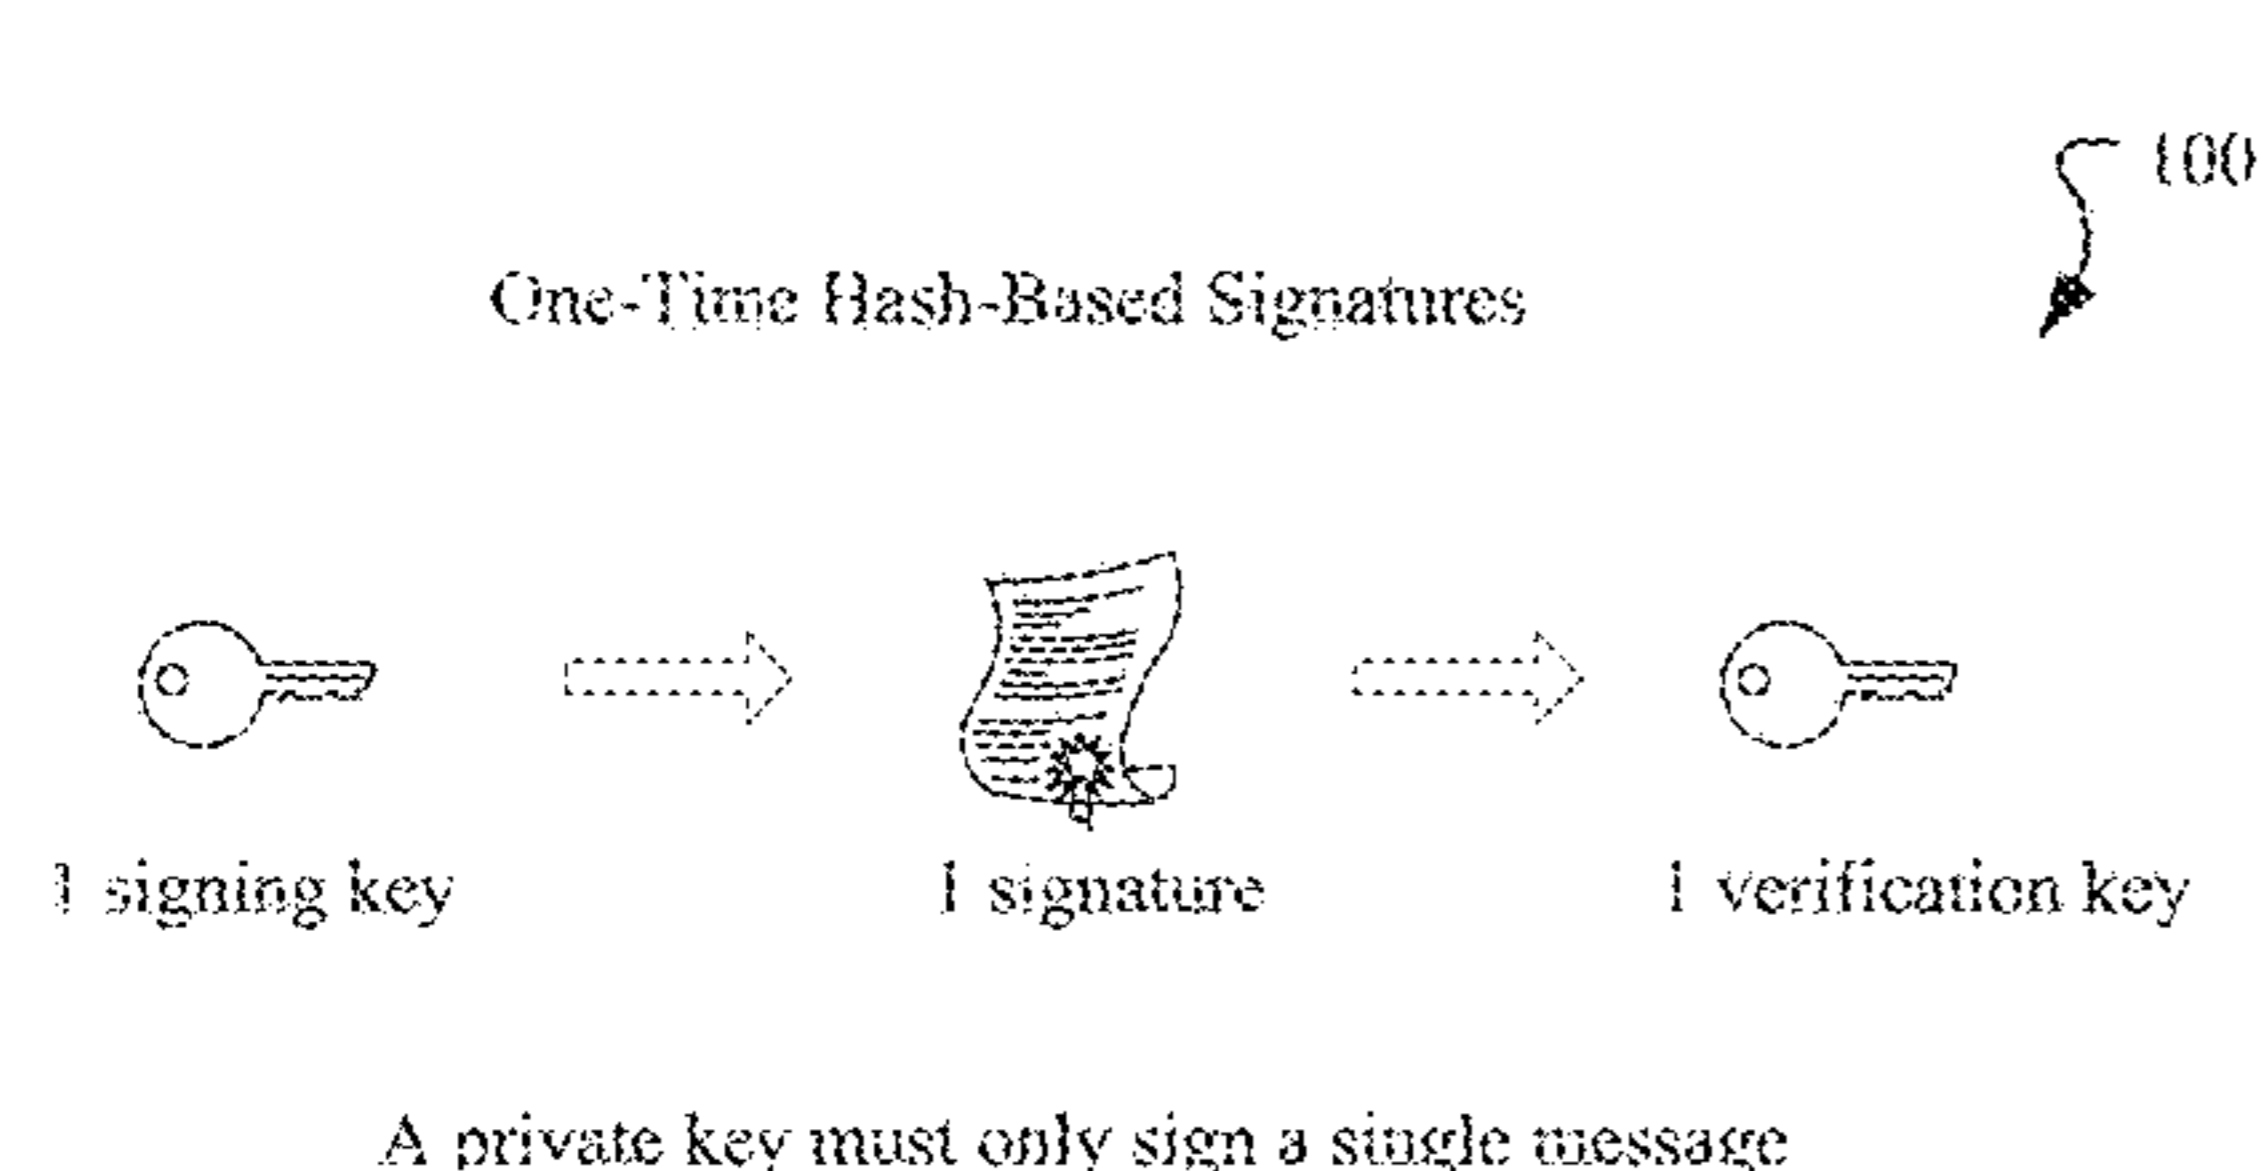 100
One-Time Hash-Based Signatures
1 signing key
1 signature
1 verification key
A private key must only sign a single message